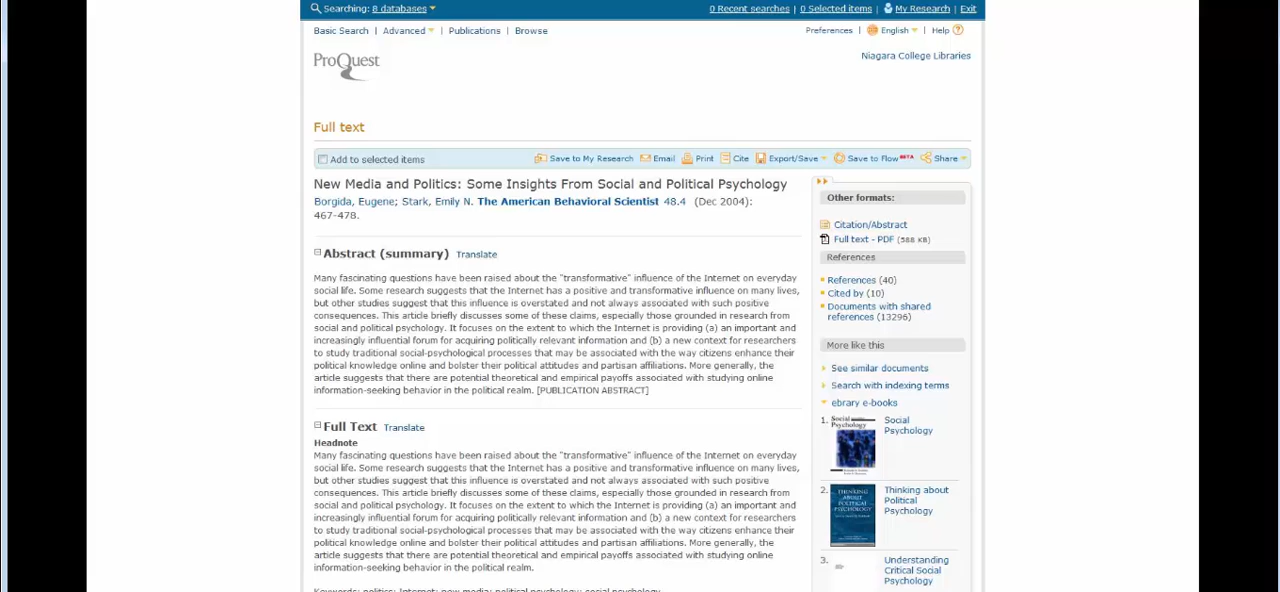 Searching: 8 databases
0 Recent searches | 0 Selected items | My Research | Exit
Basic Search | Advanced | Publications | Browse
Preferences | English | Help ?
ProQuest
Niagara College Libraries
Full text
Add to selected items
Save to My Research Email Print Cite Export/Save Save to Flow BETA Share
New Media and Politics: Some Insights From Social and Political Psychology
Borgida, Eugene; Stark, Emily N. The American Behavioral Scientist 48.4 (Dec 2004):
467-478.
Abstract (summary) Translate
Many fascinating questions have been raised about the "transformative" influence of the Internet on everyday
social life. Some research suggests that the Internet has a positive and transformative influence on many lives,
but other studies suggest that this influence is overstated and not always associated with such positive
consequences. This article briefly discusses some of these claims, especially those grounded in research from
social and political psychology. It focuses on the extent to which the Internet is providing (a) an important and
increasingly influential forum for acquiring politically relevant information and (b) a new context for researchers
to study traditional social-psychological processes that may be associated with the way citizens enhance their
political knowledge online and bolster their political attitudes and partisan affiliations. More generally, the
article suggests that there are potential theoretical and empirical payoffs associated with studying online
information-seeking behavior in the political realm. [PUBLICATION ABSTRACT]
Full Text Translate
Headnote
Many fascinating questions have been raised about the "transformative" influence of the Internet on everyday
social life. Some research suggests that the Internet has a positive and transformative influence on many lives,
but other studies suggest that this influence is overstated and not always associated with such positive
consequences. This article briefly discusses some of these claims, especially those grounded in research from
social and political psychology. It focuses on the extent to which the Internet is providing (a) an important and
increasingly influential forum for acquiring politically relevant information and (b) a new context for researchers
to study traditional social-psychological processes that may be associated with the way citizens enhance their
political knowledge online and bolster their political attitudes and partisan affiliations. More generally, the
article suggests that there are potential theoretical and empirical payoffs associated with studying online
information-seeking behavior in the political realm.
Keywords: politics; Internet; new media; political psychology; social psychology
Other formats:
Citation/Abstract
Full text - PDF (588 KB)
References
References (40)
Cited by (10)
Documents with shared
references (13296)
More like this
See similar documents
Search with indexing terms
ebrary e-books
1. Social Psychology
Social
Psychology
2. THINKING ABOUT POLITICAL PSYCHOLOGY
Thinking about
Political
Psychology
3. Understanding
Critical Social
Psychology